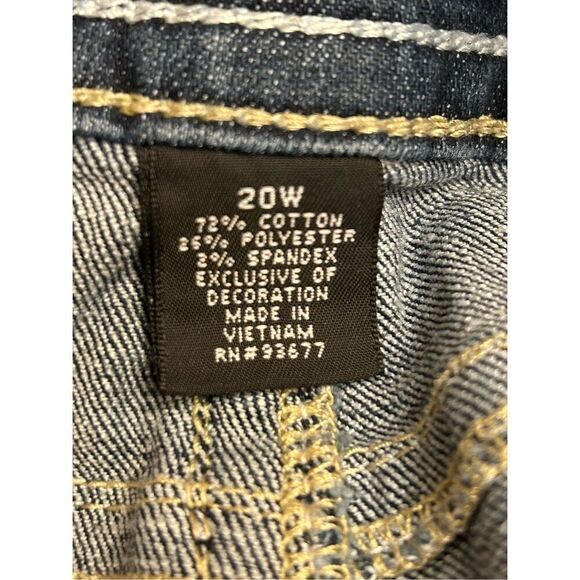 20W
72% COTTON
26% POLYESTER
2% SPANDEX
EXCLUSIVE OF
DECORATION
MADE IN
VIETNAM
RN#93677